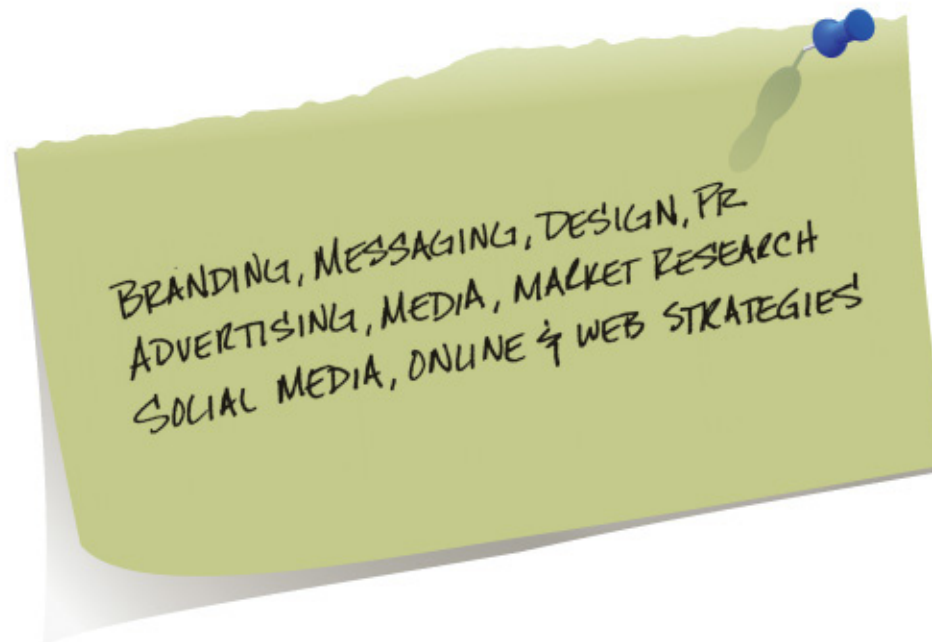 BRANDING, MESSAGING, DESIGN, PR
ADVERTISING, MEDIA, MARKET RESEARCH
SOCIAL MEDIA, ONLINE & WEB STRATEGIES